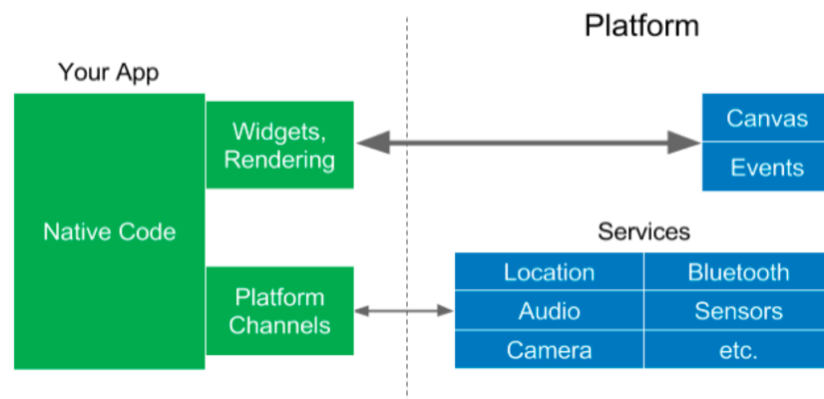 Platform
Your App
Widgets,
Rendering
Canvas
Events
Native Code
Services
Location
Bluetooth
Platform
Channels
Audio
Sensors
Camera
etc.